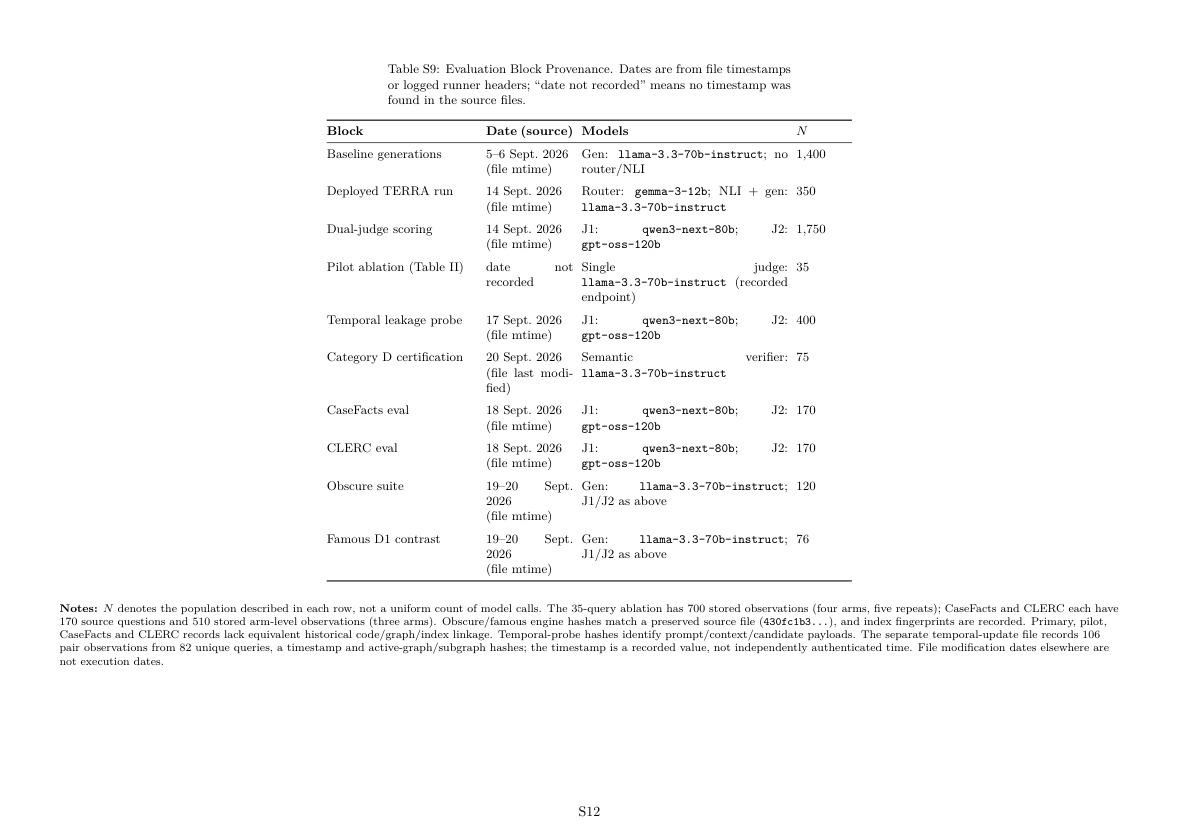 Table S9: Evaluation Block Provenance. Dates are from file timestamps
or logged runner headers; “date not recorded” means no timestamp was
found in the source files.
Block Date (source) Models N
Baseline generations 5–6 Sept. 2026 Gen: llama-3.3-70b-instruct; no 1,400
(file mtime) router/NLI
Deployed TERRA run 14 Sept. 2026 Router: gemma-3-12b; NLI + gen: 350
(file mtime) llama-3.3-70b-instruct
Dual-judge scoring 14 Sept. 2026 J1: qwen3-next-80b; J2: 1,750
(file mtime) gpt-oss-120b
Pilot ablation (Table II) date not Single judge: 35
recorded llama-3.3-70b-instruct (recorded
endpoint)
Temporal leakage probe 17 Sept. 2026 J1: qwen3-next-80b; J2: 400
(file mtime) gpt-oss-120b
Category D certification 20 Sept. 2026 Semantic verifier: 75
(file last modi- llama-3.3-70b-instruct
fied)
CaseFacts eval 18 Sept. 2026 J1: qwen3-next-80b; J2: 170
(file mtime) gpt-oss-120b
CLERC eval 18 Sept. 2026 J1: qwen3-next-80b; J2: 170
(file mtime) gpt-oss-120b
Obscure suite 19–20 Sept. Gen: llama-3.3-70b-instruct; 120
2026 J1/J2 as above
(file mtime)
Famous D1 contrast 19–20 Sept. Gen: llama-3.3-70b-instruct; 76
2026 J1/J2 as above
(file mtime)
Notes: N denotes the population described in each row, not a uniform count of model calls. The 35-query ablation has 700 stored observations (four arms, five repeats); CaseFacts and CLERC each have
170 source questions and 510 stored arm-level observations (three arms). Obscure/famous engine hashes match a preserved source file (430fc1b3...), and index fingerprints are recorded. Primary, pilot,
CaseFacts and CLERC records lack equivalent historical code/graph/index linkage. Temporal-probe hashes identify prompt/context/candidate payloads. The separate temporal-update file records 106
pair observations from 82 unique queries, a timestamp and active-graph/subgraph hashes; the timestamp is a recorded value, not independently authenticated time. File modification dates elsewhere are
not execution dates.
S12